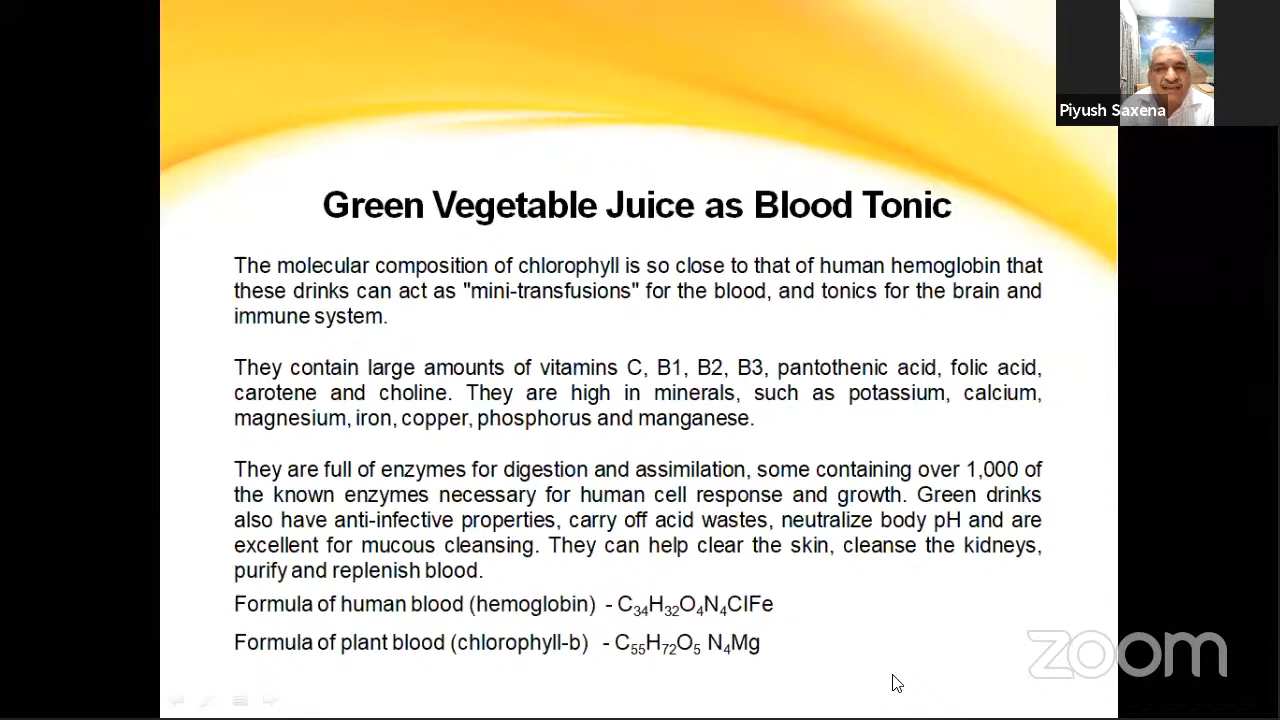 Piyush Saxena
Green Vegetable Juice as Blood Tonic
The molecular composition of chlorophyll is so close to that of human hemoglobin that
these drinks can act as "mini-transfusions" for the blood, and tonics for the brain and
immune system.
They contain large amounts of vitamins C, B1, B2, B3, pantothenic acid, folic acid,
carotene and choline. They are high in minerals, such as potassium, calcium,
magnesium, iron, copper, phosphorus and manganese.
They are full of enzymes for digestion and assimilation, some containing over 1,000 of
the known enzymes necessary for human cell response and growth. Green drinks
also have anti-infective properties, carry off acid wastes, neutralize body pH and are
excellent for mucous cleansing. They can help clear the skin, cleanse the kidneys,
purify and replenish blood.
Formula of human blood (hemoglobin) - C₃₄H₃₂O₄N₄ClFe
Formula of plant blood (chlorophyll-b) - C₅₅H₇₂O₅ N₄Mg
zoom